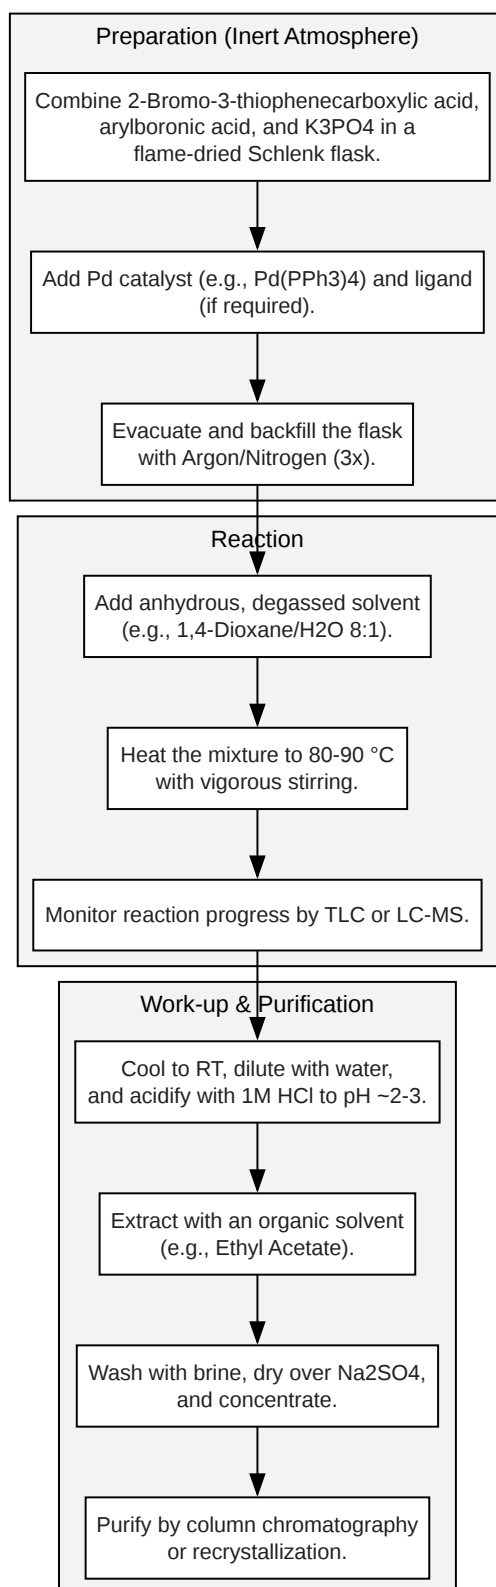 Preparation (Inert Atmosphere)
Combine 2-Bromo-3-thiophenecarboxylic acid,
arylboronic acid, and K3PO4 in a
flame-dried Schlenk flask.
Add Pd catalyst (e.g., Pd(PPh3)4) and ligand
(if required).
Evacuate and backfill the flask
with Argon/Nitrogen (3x).
Reaction
Add anhydrous, degassed solvent
(e.g., 1,4-Dioxane/H2O 8:1).
Heat the mixture to 80-90 °C
with vigorous stirring.
Monitor reaction progress by TLC or LC-MS.
Work-up & Purification
Cool to RT, dilute with water,
and acidify with 1M HCl to pH ~2-3.
Extract with an organic solvent
(e.g., Ethyl Acetate).
Wash with brine, dry over Na2SO4,
and concentrate.
Purify by column chromatography
or recrystallization.